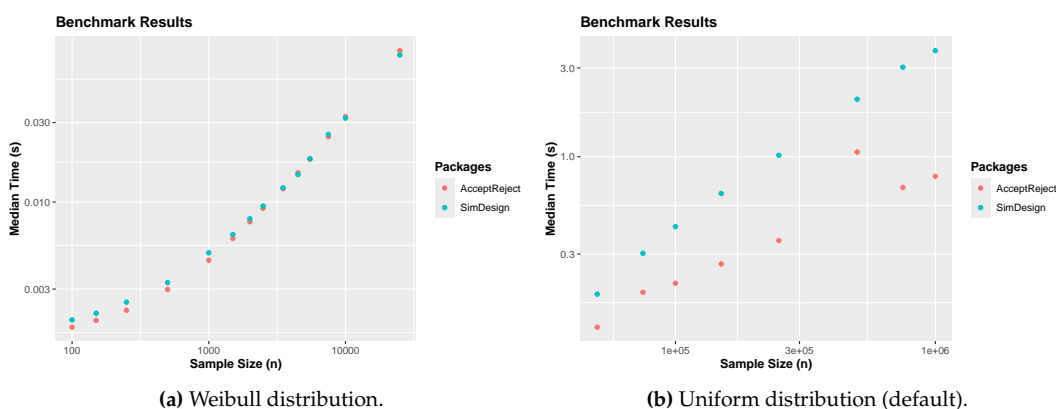 Benchmark Results
Median Time (s)
0.030
0.010
0.003
100
1000
10000
Sample Size (n)
Packages
AcceptReject
SimDesign
(a) Weibull distribution.
Benchmark Results
Median Time (s)
3.0
1.0
0.3
1e+05
3e+05
1e+06
Sample Size (n)
Packages
AcceptReject
SimDesign
(b) Uniform distribution (default).